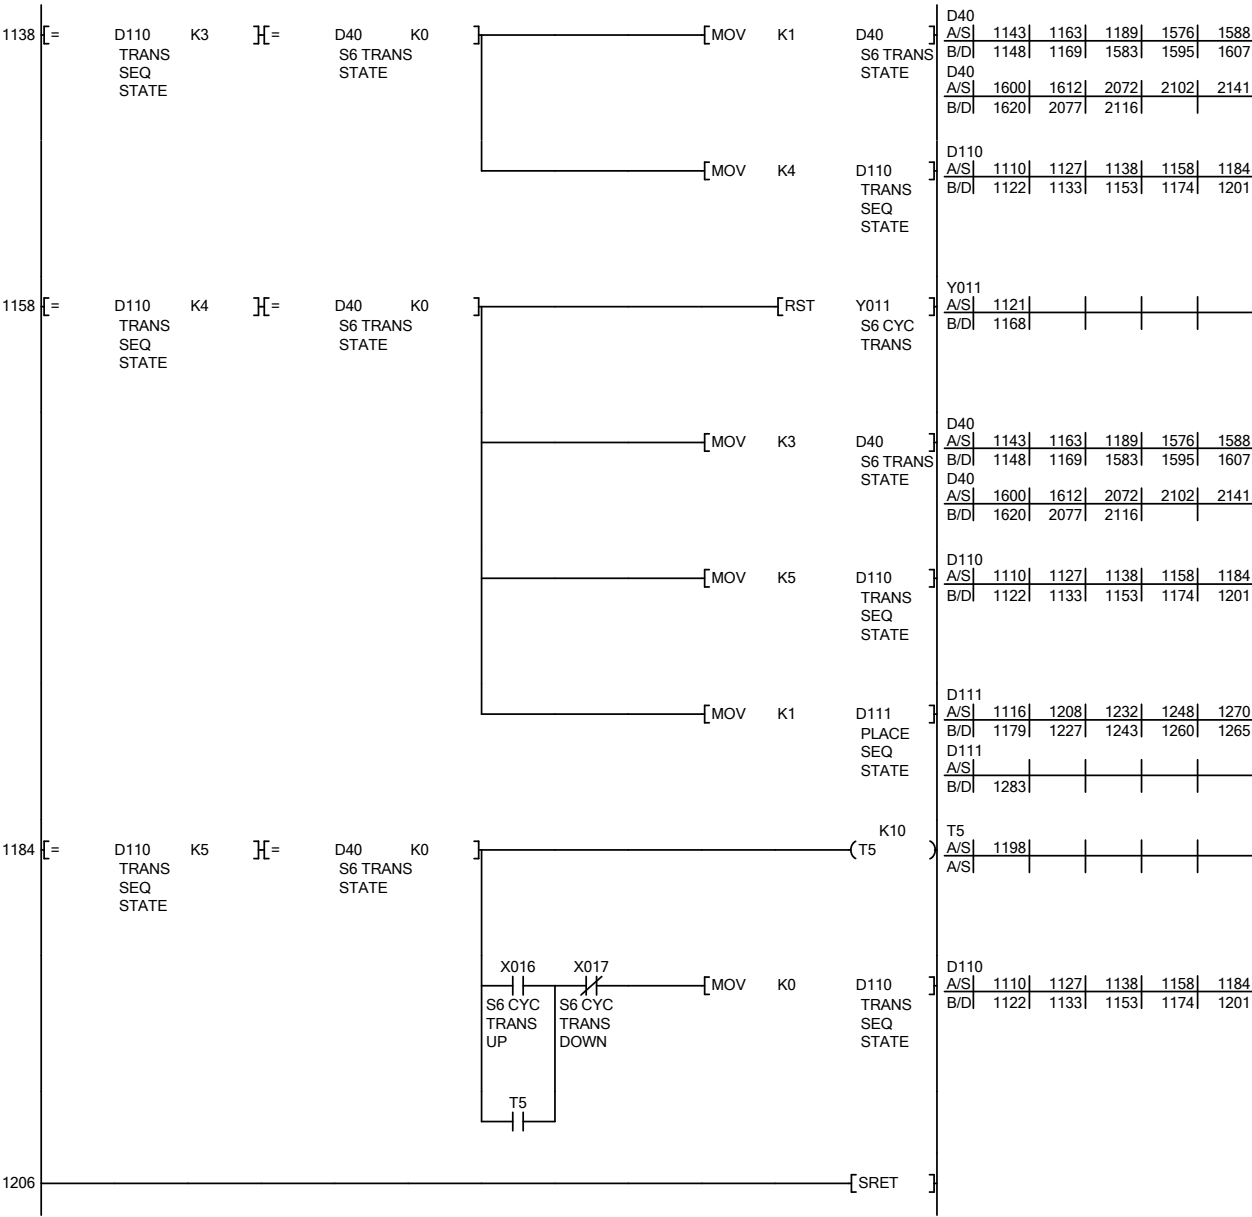 D40
1138 [= D110 K3 ][= D40 K0 ] [MOV K1 D40 ] A/S 1143 1163 1189 1576 1588
TRANS S6 TRANS S6 TRANS B/D 1148 1169 1583 1595 1607
SEQ STATE STATE D40
STATE A/S 1600 1612 2072 2102 2141
B/D 1620 2077 2116
D110
[MOV K4 D110 ] A/S 1110 1127 1138 1158 1184
TRANS B/D 1122 1133 1153 1174 1201
SEQ
STATE
Y011
1158 [= D110 K4 ][= D40 K0 ] [RST Y011 ] A/S 1121
TRANS S6 TRANS S6 CYC B/D 1168
SEQ STATE TRANS
STATE
D40
[MOV K3 D40 ] A/S 1143 1163 1189 1576 1588
S6 TRANS B/D 1148 1169 1583 1595 1607
STATE D40
A/S 1600 1612 2072 2102 2141
B/D 1620 2077 2116
D110
[MOV K5 D110 ] A/S 1110 1127 1138 1158 1184
TRANS B/D 1122 1133 1153 1174 1201
SEQ
STATE
D111
[MOV K1 D111 ] A/S 1116 1208 1232 1248 1270
PLACE B/D 1179 1227 1243 1260 1265
SEQ D111
STATE A/S
B/D 1283
K10 T5
1184 [= D110 K5 ][= D40 K0 ] (T5 ) A/S 1198
TRANS S6 TRANS A/S
SEQ STATE
STATE
X016 X017 D110
[MOV K0 D110 ] A/S 1110 1127 1138 1158 1184
S6 CYC S6 CYC TRANS B/D 1122 1133 1153 1174 1201
TRANS TRANS SEQ
UP DOWN STATE
T5
1206 [SRET ]